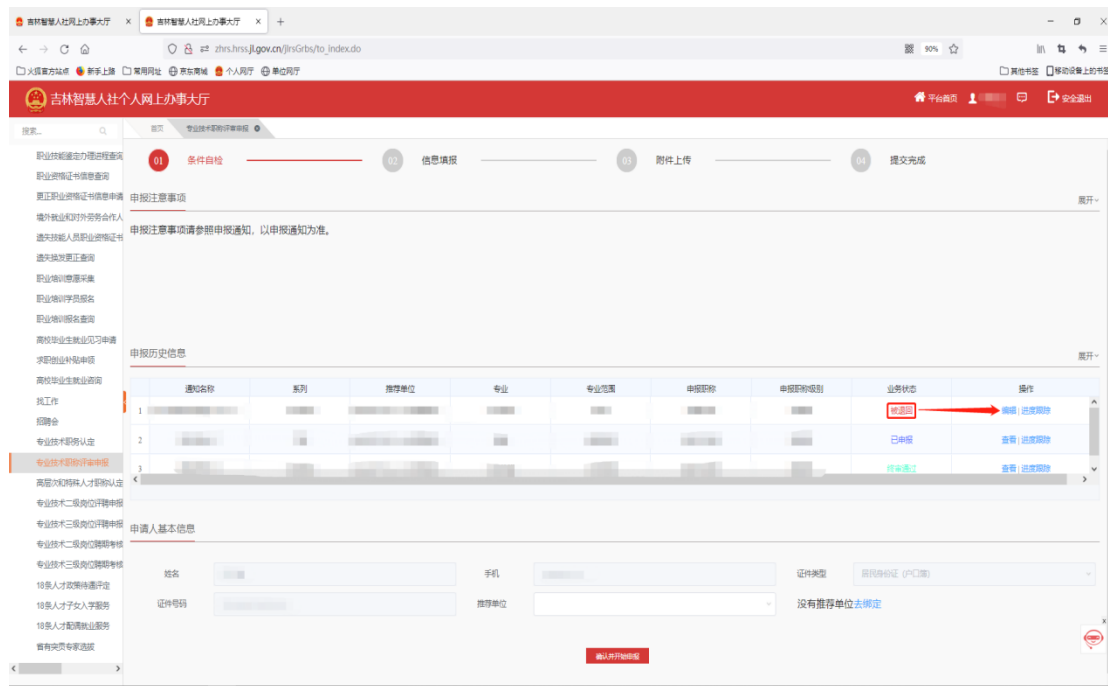 吉林智慧人社网上办事大厅 ×
吉林智慧人社网上办事大厅 ×
zhrs.hrss.jl.gov.cn/jlrsGrbs/to_index.do
90%
火狐官方站点 新手上路 常用网址 京东商城 个人网厅 单位网厅
其他书签 移动设备上的书签
吉林智慧人社个人网上办事大厅
平台首页
安全退出
搜索...
首页 专业技术职称评审申报
职业技能鉴定办理进程查询
职业资格证书信息查询
更正职业资格证书信息申请
境外就业和对外劳务合作人
遗失技能人员职业资格证书
遗失换发更正查询
职业培训意愿采集
职业培训学员报名
职业培训报名查询
高校毕业生就业见习申请
求职创业补贴申领
高校毕业生就业咨询
找工作
招聘会
专业技术职务认定
专业技术职称评审申报
高层次和特殊人才职称认定
专业技术二级岗位评聘申报
专业技术三级岗位评聘申报
专业技术二级岗位聘期考核
专业技术三级岗位聘期考核
18条人才政策待遇评定
18条人才子女入学服务
18条人才配偶就业服务
省有突贡专家选拔
01 条件自检
02 信息填报
03 附件上传
04 提交完成
申报注意事项
展开
申报注意事项请参照申报通知，以申报通知为准。
申报历史信息
展开
通知名称 系列 推荐单位 专业 专业范围 申报职称 申报职称级别 业务状态 操作
1 被退回 编辑 | 进度跟踪
2 已申报 查看 | 进度跟踪
3 终审通过 查看 | 进度跟踪
申请人基本信息
姓名
手机
证件类型 居民身份证（户口簿）
证件号码
推荐单位
没有推荐单位去绑定
确认并开始申报